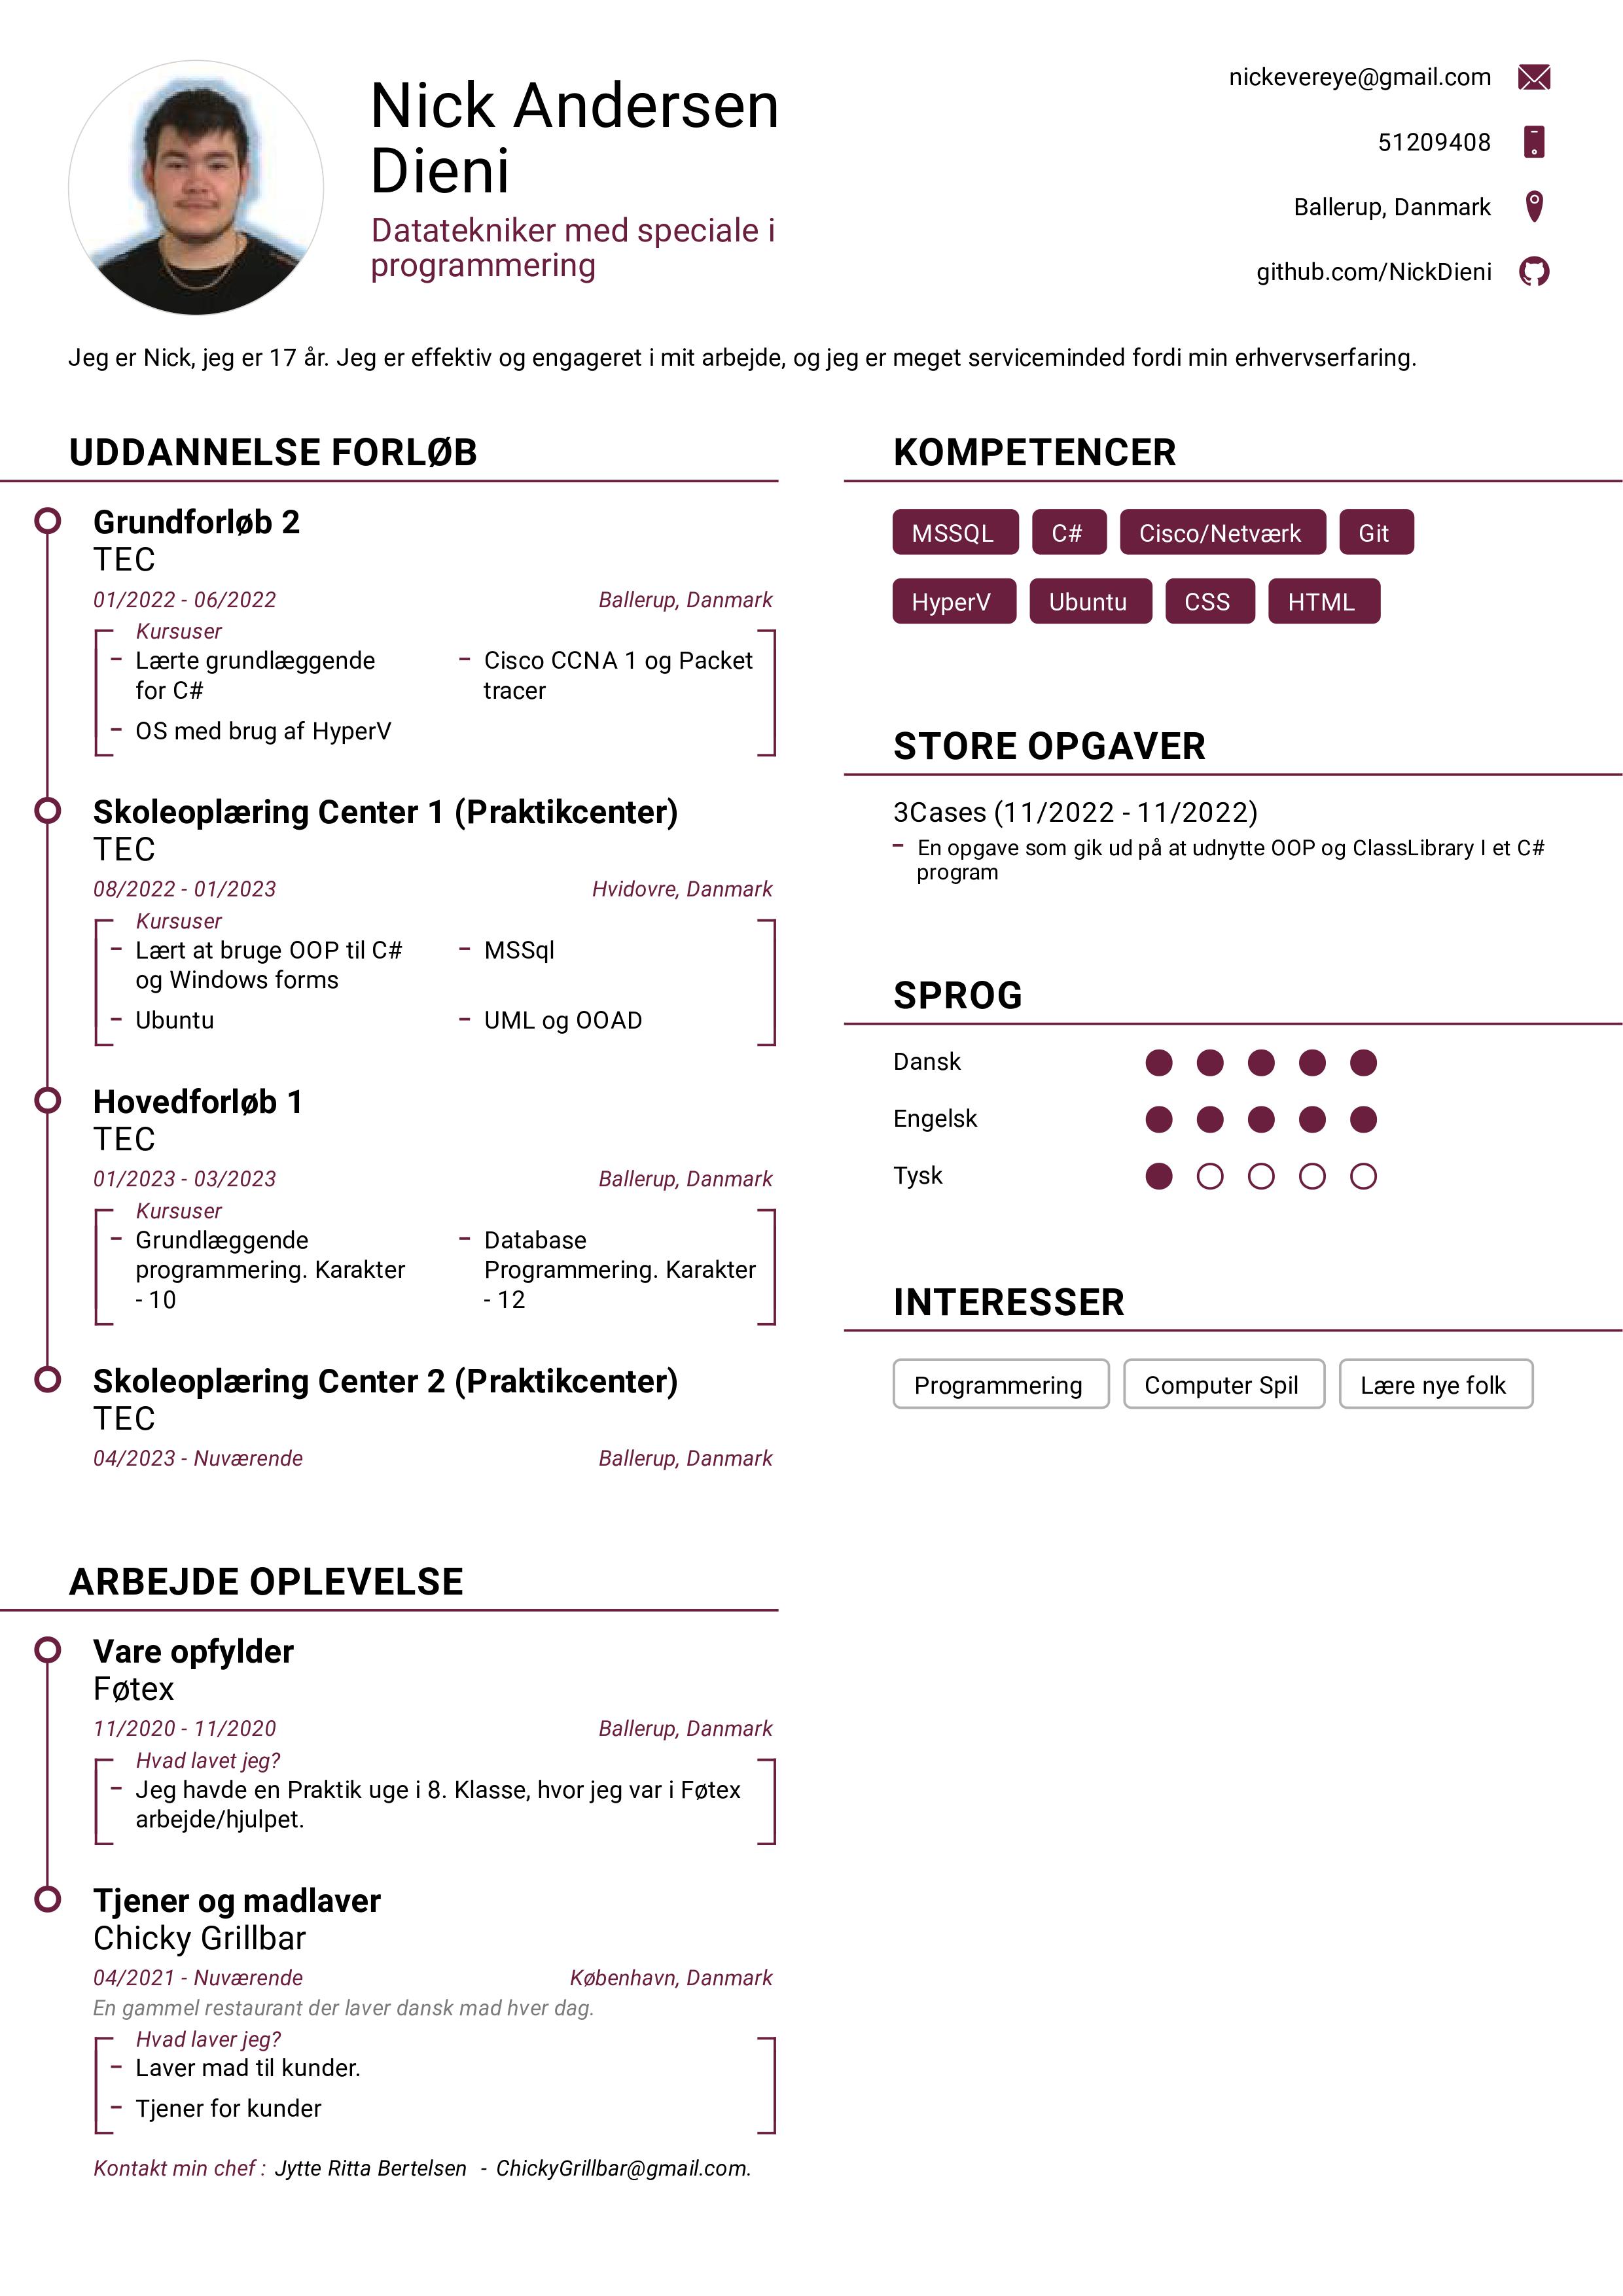 Nick Andersen
Dieni
Datatekniker med speciale i
programmering
nickevereye@gmail.com
51209408
Ballerup, Danmark
github.com/NickDieni
Jeg er Nick, jeg er 17 år. Jeg er effektiv og engageret i mit arbejde, og jeg er meget serviceminded fordi min erhvervserfaring.
UDDANNELSE FORLØB
Grundforløb 2
TEC
01/2022 - 06/2022 Ballerup, Danmark
Kursuser
- Lærte grundlæggende
for C#
- Cisco CCNA 1 og Packet
tracer
- OS med brug af HyperV
Skoleoplæring Center 1 (Praktikcenter)
TEC
08/2022 - 01/2023 Hvidovre, Danmark
Kursuser
- Lært at bruge OOP til C#
og Windows forms
- MSSql
- Ubuntu
- UML og OOAD
Hovedforløb 1
TEC
01/2023 - 03/2023 Ballerup, Danmark
Kursuser
- Grundlæggende
programmering. Karakter
- 10
- Database
Programmering. Karakter
- 12
Skoleoplæring Center 2 (Praktikcenter)
TEC
04/2023 - Nuværende Ballerup, Danmark
ARBEJDE OPLEVELSE
Vare opfylder
Føtex
11/2020 - 11/2020 Ballerup, Danmark
Hvad lavet jeg?
- Jeg havde en Praktik uge i 8. Klasse, hvor jeg var i Føtex
arbejde/hjulpet.
Tjener og madlaver
Chicky Grillbar
04/2021 - Nuværende København, Danmark
En gammel restaurant der laver dansk mad hver dag.
Hvad laver jeg?
- Laver mad til kunder.
- Tjener for kunder
Kontakt min chef : Jytte Ritta Bertelsen - ChickyGrillbar@gmail.com.
KOMPETENCER
MSSQL C# Cisco/Netværk Git
HyperV Ubuntu CSS HTML
STORE OPGAVER
3Cases (11/2022 - 11/2022)
- En opgave som gik ud på at udnytte OOP og ClassLibrary I et C#
program
SPROG
Dansk
Engelsk
Tysk
INTERESSER
Programmering Computer Spil Lære nye folk